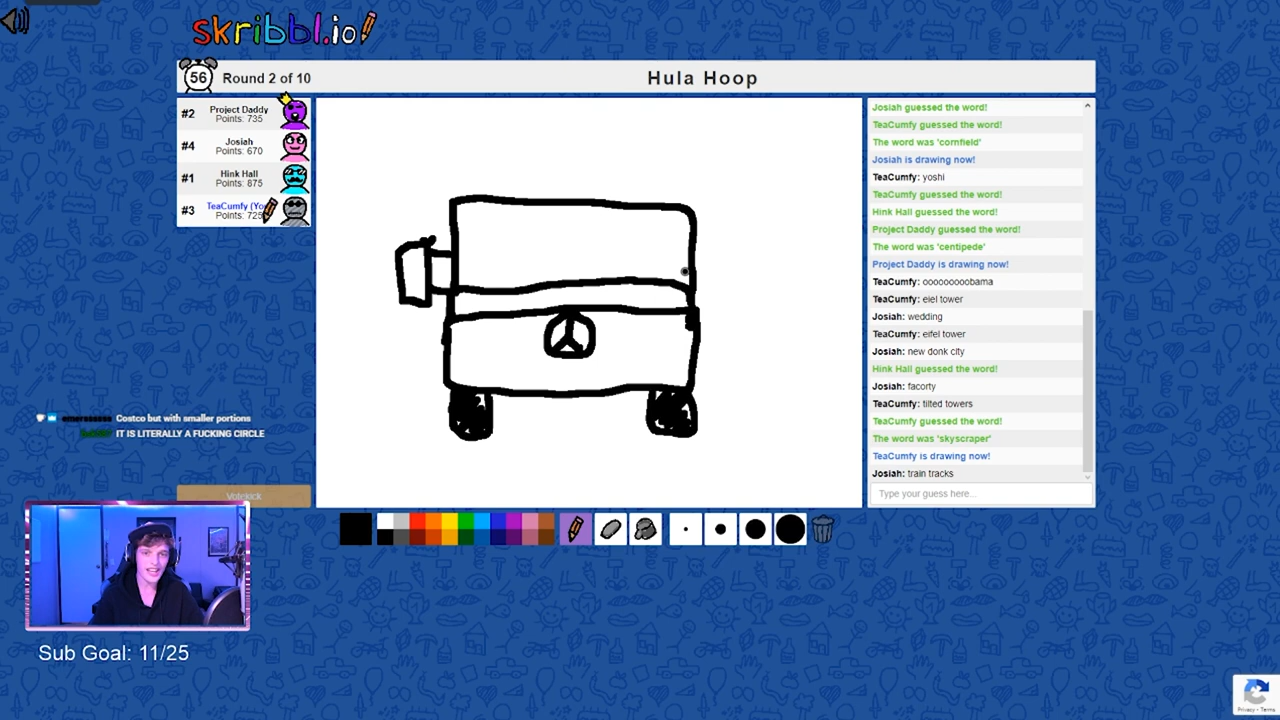 skribbl.io
56
Round 2 of 10
Hula Hoop
#2
Project Daddy
Points: 735
#4
Josiah
Points: 670
#1
Hink Hall
Points: 875
#3
TeaCumfy (Yo
Points: 725
Josiah guessed the word!
TeaCumfy guessed the word!
The word was 'cornfield'
Josiah is drawing now!
TeaCumfy: yoshi
TeaCumfy guessed the word!
Hink Hall guessed the word!
Project Daddy guessed the word!
The word was 'centipede'
Project Daddy is drawing now!
TeaCumfy: ooooooooobama
TeaCumfy: eiel tower
Josiah: wedding
TeaCumfy: eifel tower
Josiah: new donk city
Hink Hall guessed the word!
Josiah: facorty
TeaCumfy: tilted towers
TeaCumfy guessed the word!
The word was 'skyscraper'
TeaCumfy is drawing now!
Josiah: train tracks
Type your guess here...
Costco but with smaller portions
IT IS LITERALLY A FUCKING CIRCLE
Votekick
Sub Goal: 11/25
Privacy - Terms